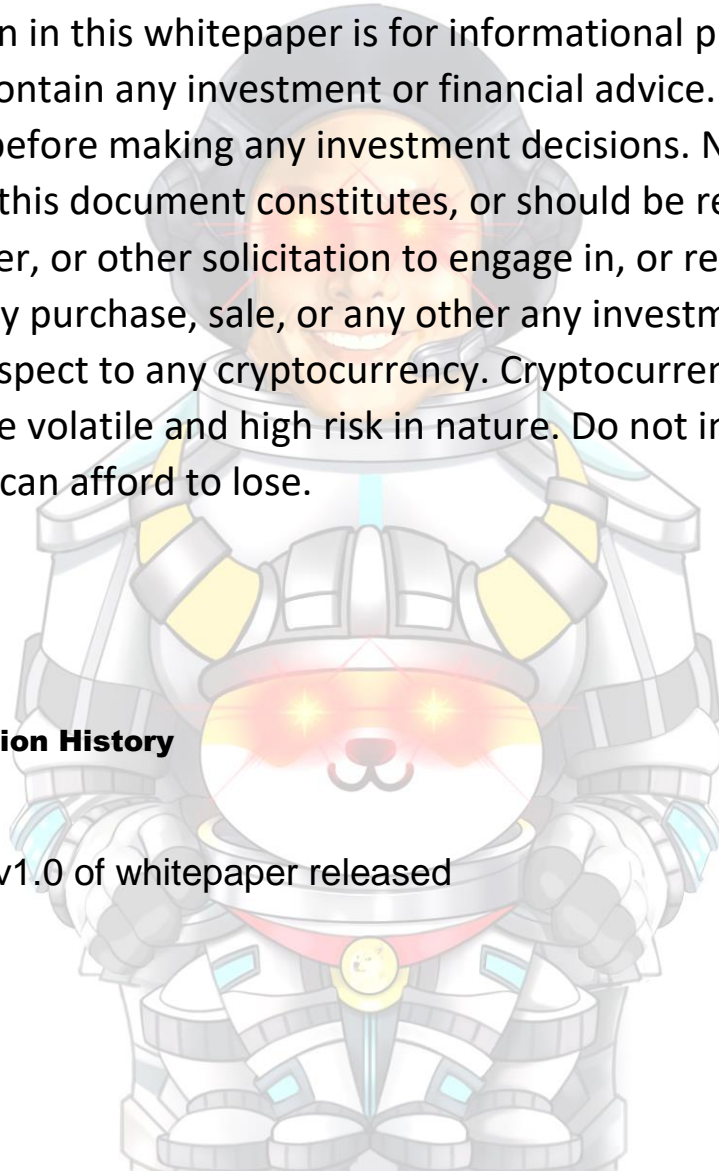 n in this whitepaper is for informational p
ontain any investment or financial advice.
before making any investment decisions. N
this document constitutes, or should be re
er, or other solicitation to engage in, or re
y purchase, sale, or any other any investm
spect to any cryptocurrency. Cryptocurren
e volatile and high risk in nature. Do not in
can afford to lose.
ion History
v1.0 of whitepaper released